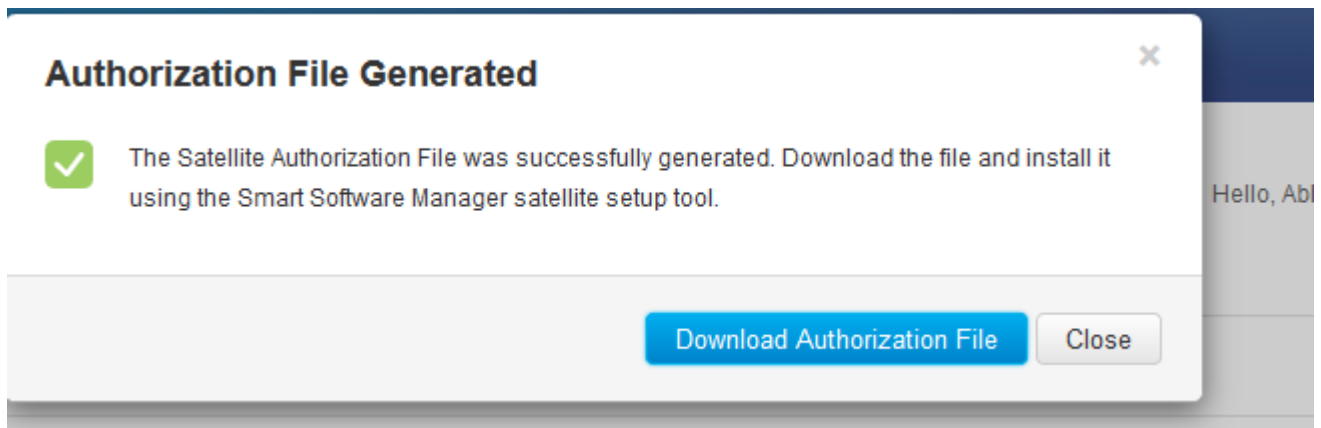 Authorization File Generated
The Satellite Authorization File was successfully generated. Download the file and install it
using the Smart Software Manager satellite setup tool.
Hello,
Download Authorization File
Close